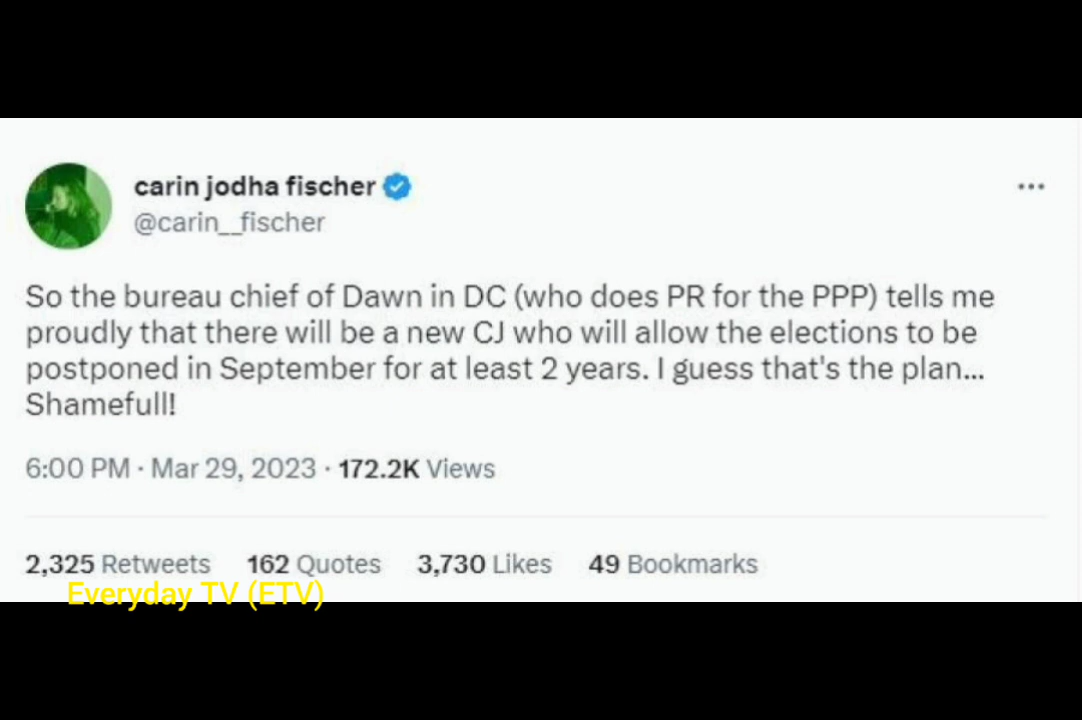 carin jodha fischer
@carin__fischer
So the bureau chief of Dawn in DC (who does PR for the PPP) tells me
proudly that there will be a new CJ who will allow the elections to be
postponed in September for at least 2 years. I guess that's the plan...
Shamefull!
6:00 PM · Mar 29, 2023 · 172.2K Views
2,325 Retweets 162 Quotes 3,730 Likes 49 Bookmarks
Everyday TV (ETV)